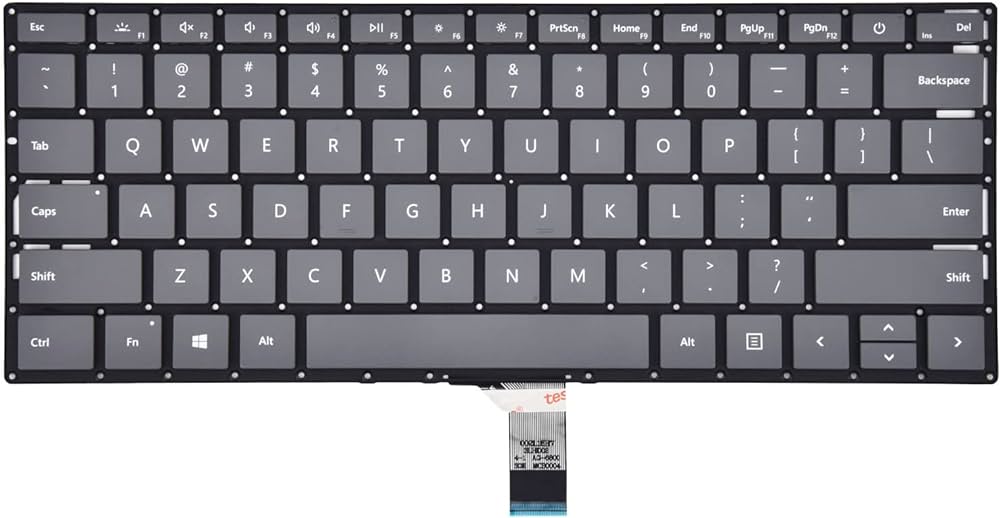 Esc F1 F2 F3 F4 F5 F6 F7 PrtScn F8 Home F9 End F10 PgUp F11 PgDn F12 Ins Del
~ ! @ # $ % ^ & * ( ) — +
` 1 2 3 4 5 6 7 8 9 0 - = Backspace
Tab Q W E R T Y U I O P { [ } ] | \
Caps A S D F G H J K L : ; “ ‘ Enter
Shift Z X C V B N M < , > . ? / Shift
Ctrl Fn Alt Alt
tes